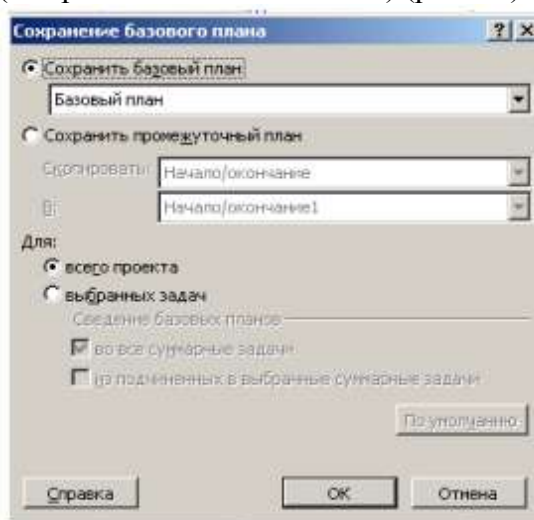 Сохранение базового плана
Сохранить базовый план
Базовый план
Сохранить промежуточный план
Скопировать: Начало/окончание
В: Начало/окончание1
Для:
всего проекта
выбранных задач
Сведение базовых планов
во все суммарные задачи
из подчиненных в выбранные суммарные задачи
По умолчанию
Справка ОК Отмена